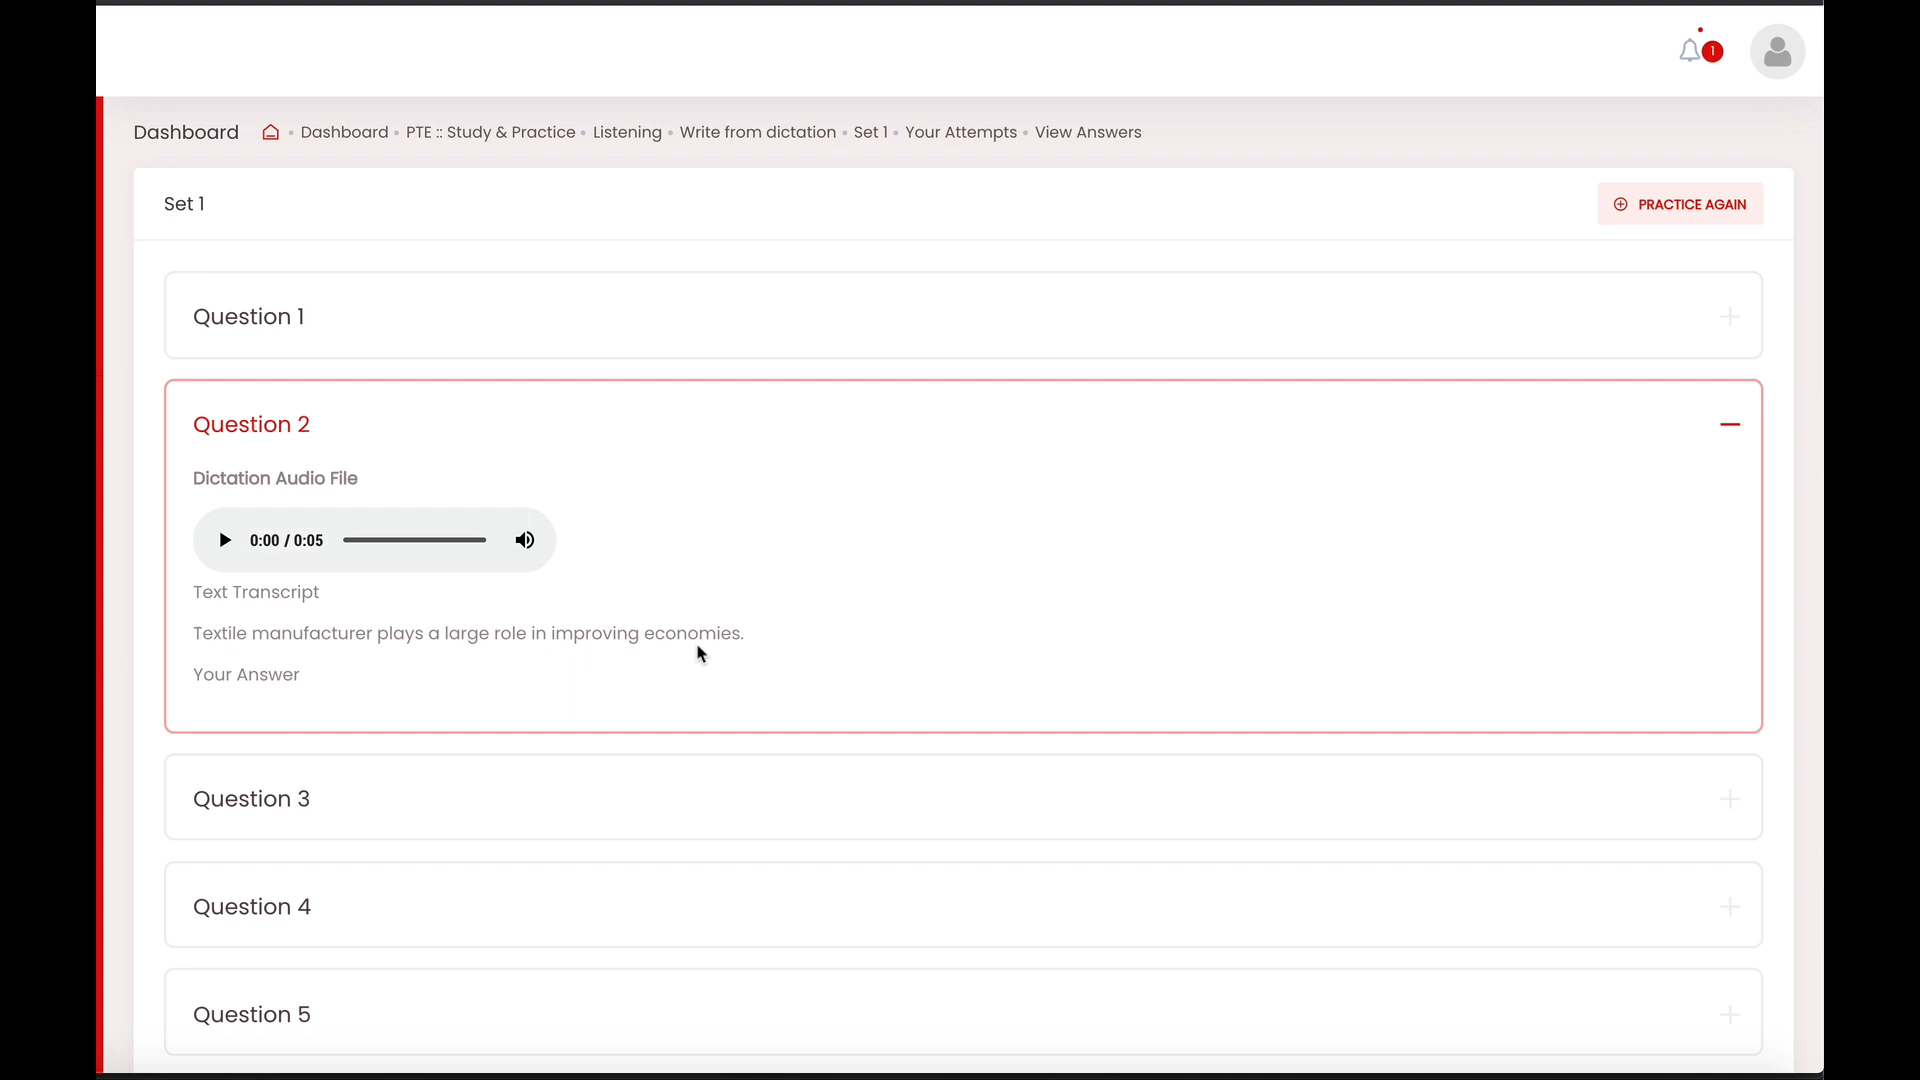 1
Dashboard Dashboard PTE :: Study & Practice Listening Write from dictation Set 1 Your Attempts View Answers
Set 1 PRACTICE AGAIN
Question 1
Question 2
Dictation Audio File
0:00 / 0:05
Text Transcript
Textile manufacturer plays a large role in improving economies.
Your Answer
Question 3
Question 4
Question 5